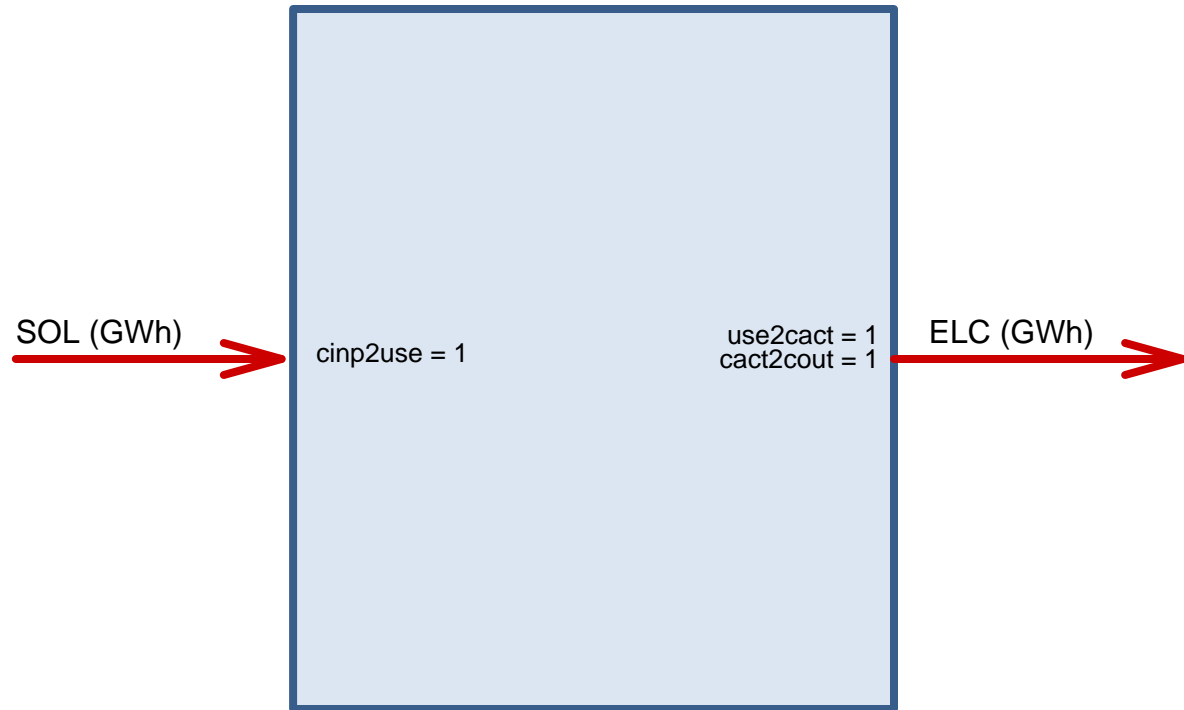 SOL (GWh)
cinp2use = 1
use2cact = 1
cact2cout = 1
ELC (GWh)